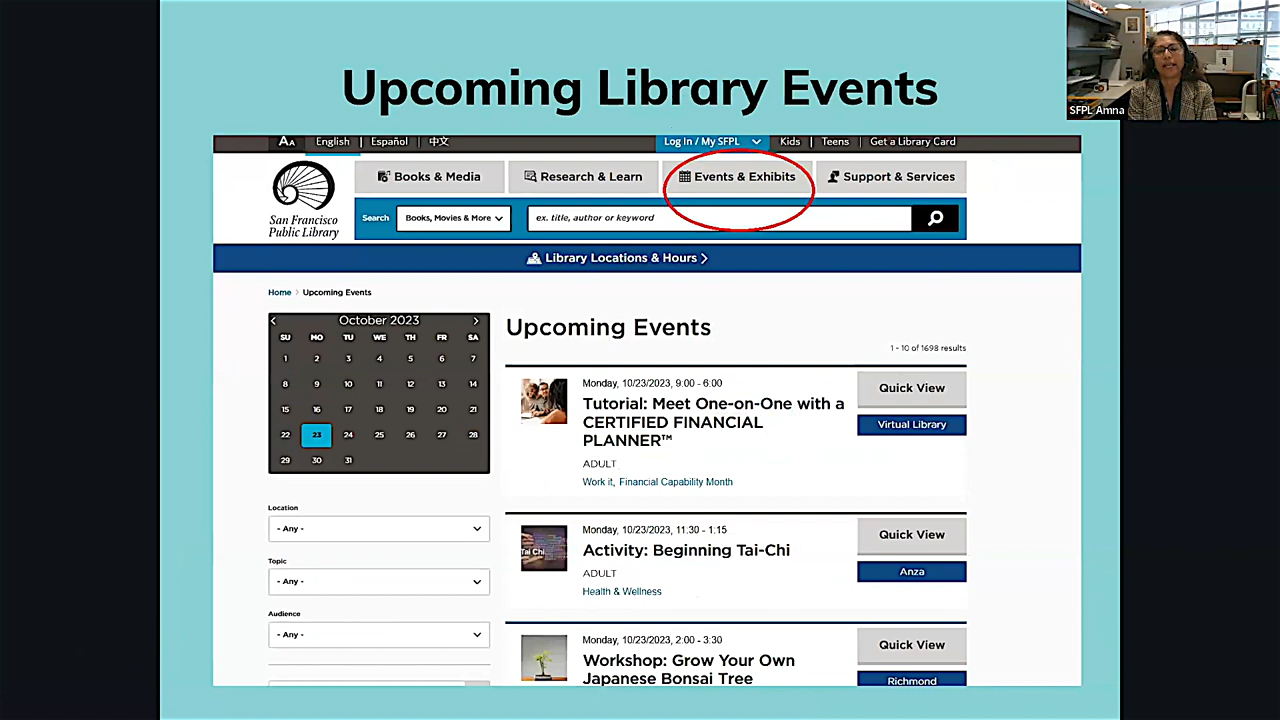 Upcoming Library Events
SFPL Amna
AA English | Español | 中文 Log In / My SFPL Kids | Teens | Get a Library Card
San Francisco
Public Library
Books & Media Research & Learn Events & Exhibits Support & Services
Search Books, Movies & More ex. title, author or keyword
Library Locations & Hours >
Home > Upcoming Events
< October 2023 >
SU MO TU WE TH FR SA
1 2 3 4 5 6 7
8 9 10 11 12 13 14
15 16 17 18 19 20 21
22 23 24 25 26 27 28
29 30 31
Location
- Any -
Topic
- Any -
Audience
- Any -
Upcoming Events
1 - 10 of 1698 results
Monday, 10/23/2023, 9:00 - 6:00
Tutorial: Meet One-on-One with a
CERTIFIED FINANCIAL
PLANNER™
ADULT
Work it, Financial Capability Month
Quick View
Virtual Library
Tai Chi
Monday, 10/23/2023, 11:30 - 1:15
Activity: Beginning Tai-Chi
ADULT
Health & Wellness
Quick View
Anza
Monday, 10/23/2023, 2:00 - 3:30
Workshop: Grow Your Own
Japanese Bonsai Tree
Quick View
Richmond